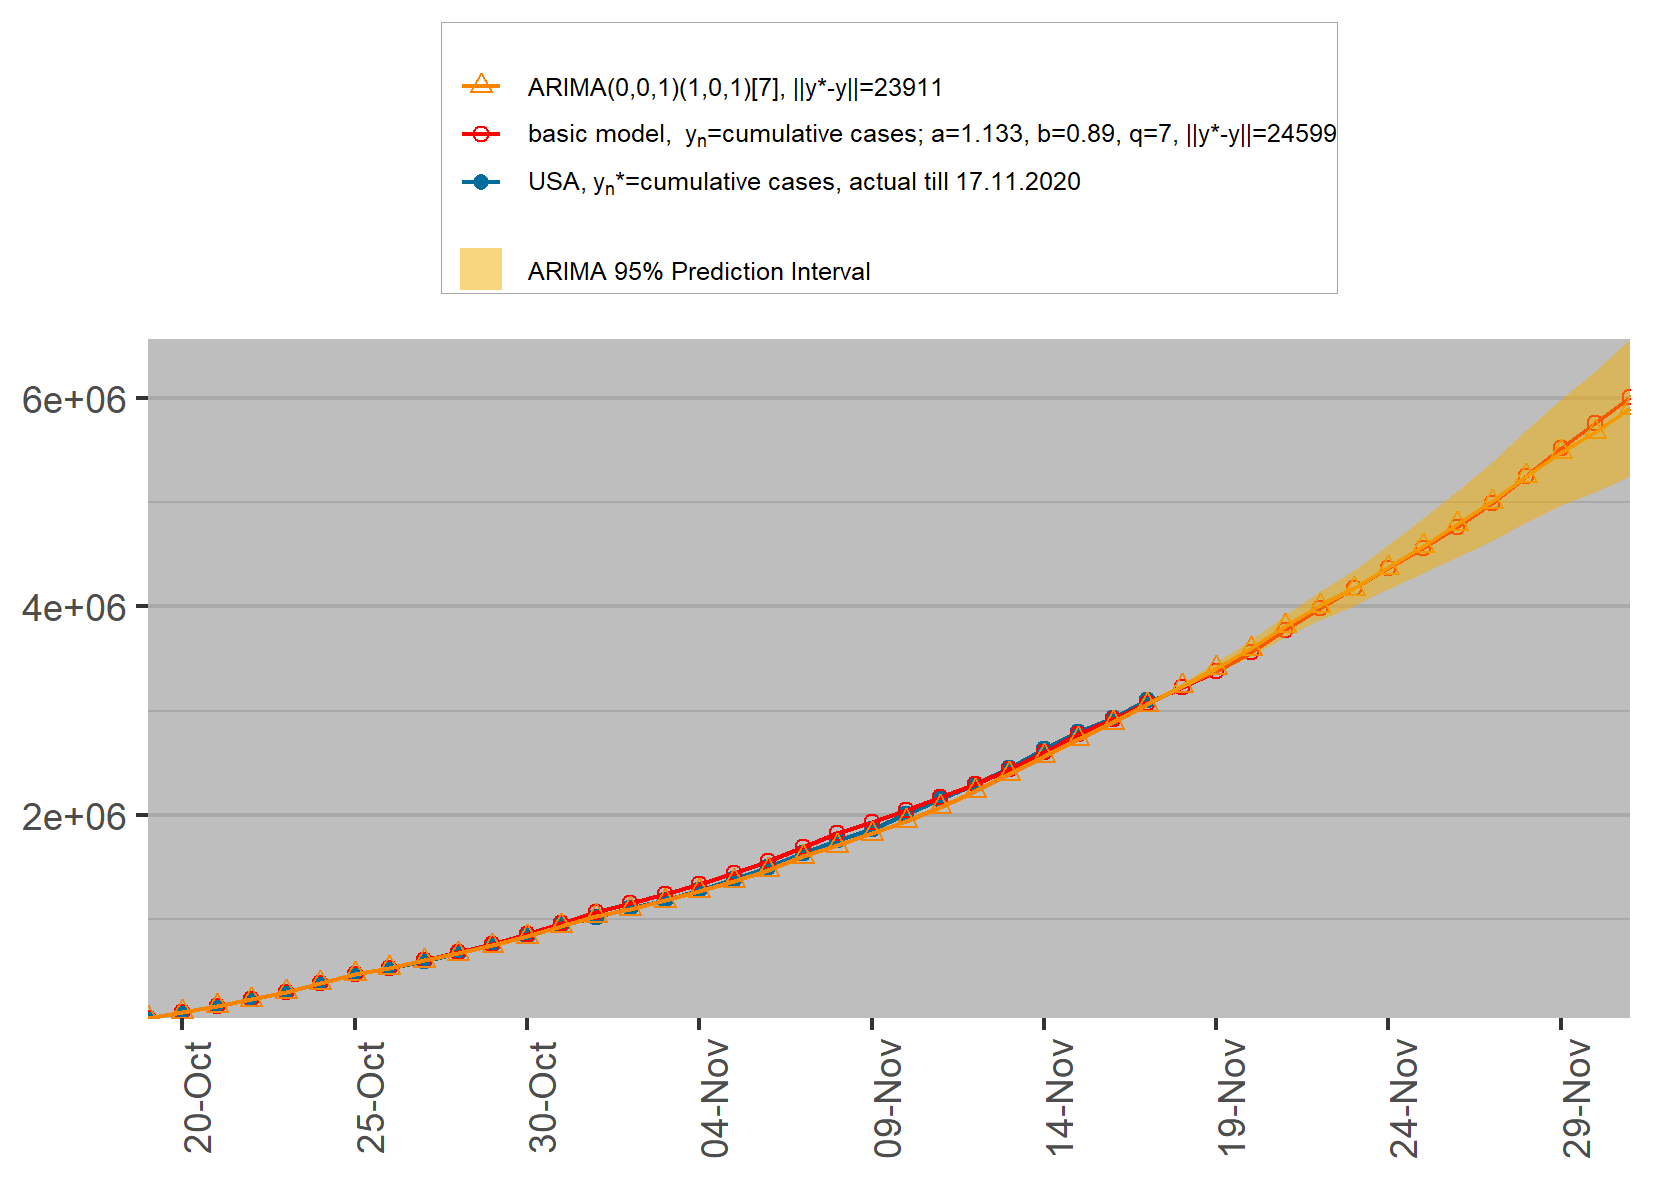 ARIMA(0,0,1)(1,0,1)[7], ||y*-y||=23911
basic model, yn=cumulative cases; a=1.133, b=0.89, q=7, ||y*-y||=24599
USA, yn*=cumulative cases, actual till 17.11.2020
ARIMA 95% Prediction Interval
6e+06
4e+06
2e+06
20-Oct
25-Oct
30-Oct
04-Nov
09-Nov
14-Nov
19-Nov
24-Nov
29-Nov